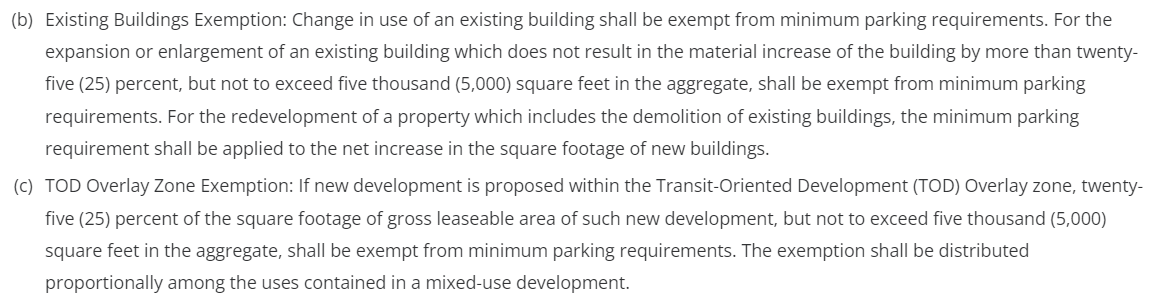 (b) Existing Buildings Exemption: Change in use of an existing building shall be exempt from minimum parking requirements. For the
expansion or enlargement of an existing building which does not result in the material increase of the building by more than twenty-
five (25) percent, but not to exceed five thousand (5,000) square feet in the aggregate, shall be exempt from minimum parking
requirements. For the redevelopment of a property which includes the demolition of existing buildings, the minimum parking
requirement shall be applied to the net increase in the square footage of new buildings.
(c) TOD Overlay Zone Exemption: If new development is proposed within the Transit-Oriented Development (TOD) Overlay zone, twenty-
five (25) percent of the square footage of gross leaseable area of such new development, but not to exceed five thousand (5,000)
square feet in the aggregate, shall be exempt from minimum parking requirements. The exemption shall be distributed
proportionally among the uses contained in a mixed-use development.